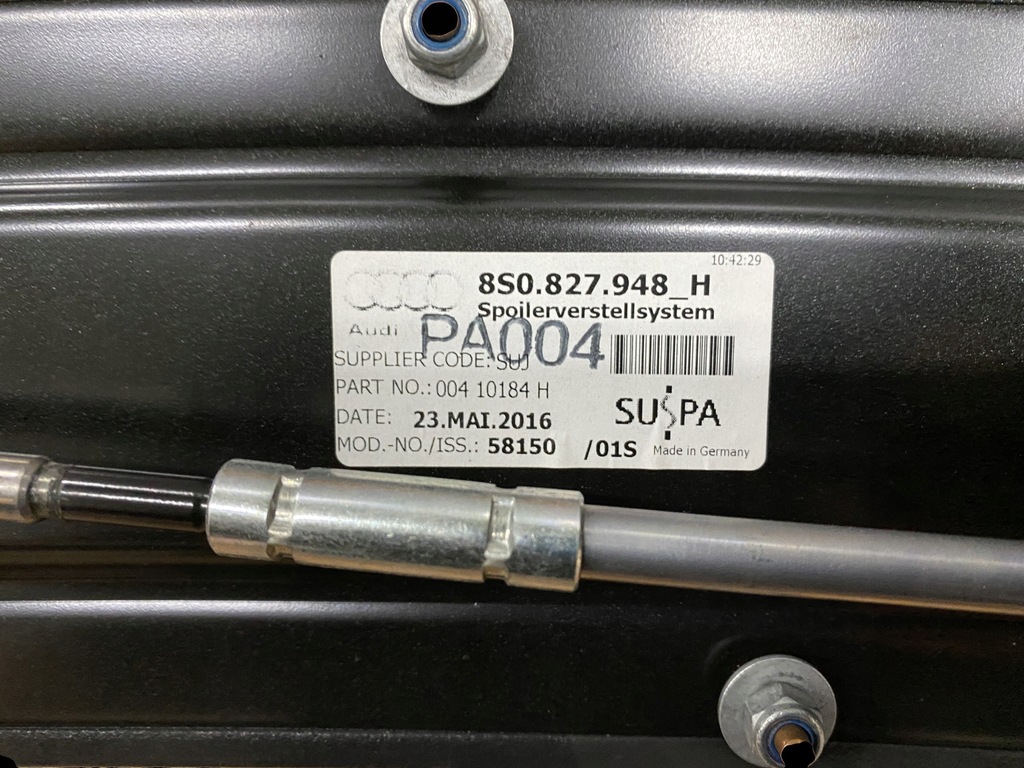 10:42:29
8S0.827.948_H
Spoilerverstellsystem
Audi
PA004
SUPPLIER CODE: SUJ
PART NO.: 004 10184 H
DATE: 23.MAI.2016
SUSPA
MOD.-NO./ISS.: 58150 /01S
Made in Germany